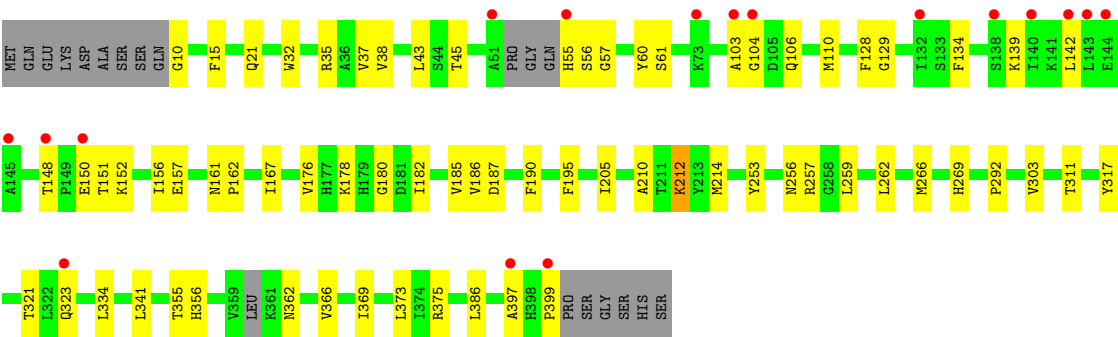 MET GLN GLU LYS ASP ALA SER SER GLN G10 F15 Q21 W32 R35 A36 V37 V38 L43 S44 T45 A51 PRO GLY GLN H55 S56 G57 Y60 S61 K73 A103 G104 D105 Q106 M110 F128 G129 I132 S133 F134 S138 K139 I140 K141 L142 L143 E144
A145 T148 P149 E150 T151 K152 I156 E157 N161 P162 I167 V176 H177 K178 H179 G180 D181 I182 V185 V186 D187 F190 F195 I205 A210 T211 K212 Y213 M214 Y253 N256 R257 G258 L259 L262 M266 H269 P292 V303 T311 Y317
T321 L322 Q323 L334 L341 T355 H356 V359 LEU K361 N362 V366 I369 L373 I374 R375 L386 A397 H398 P399 PRO SER GLY SER HIS SER